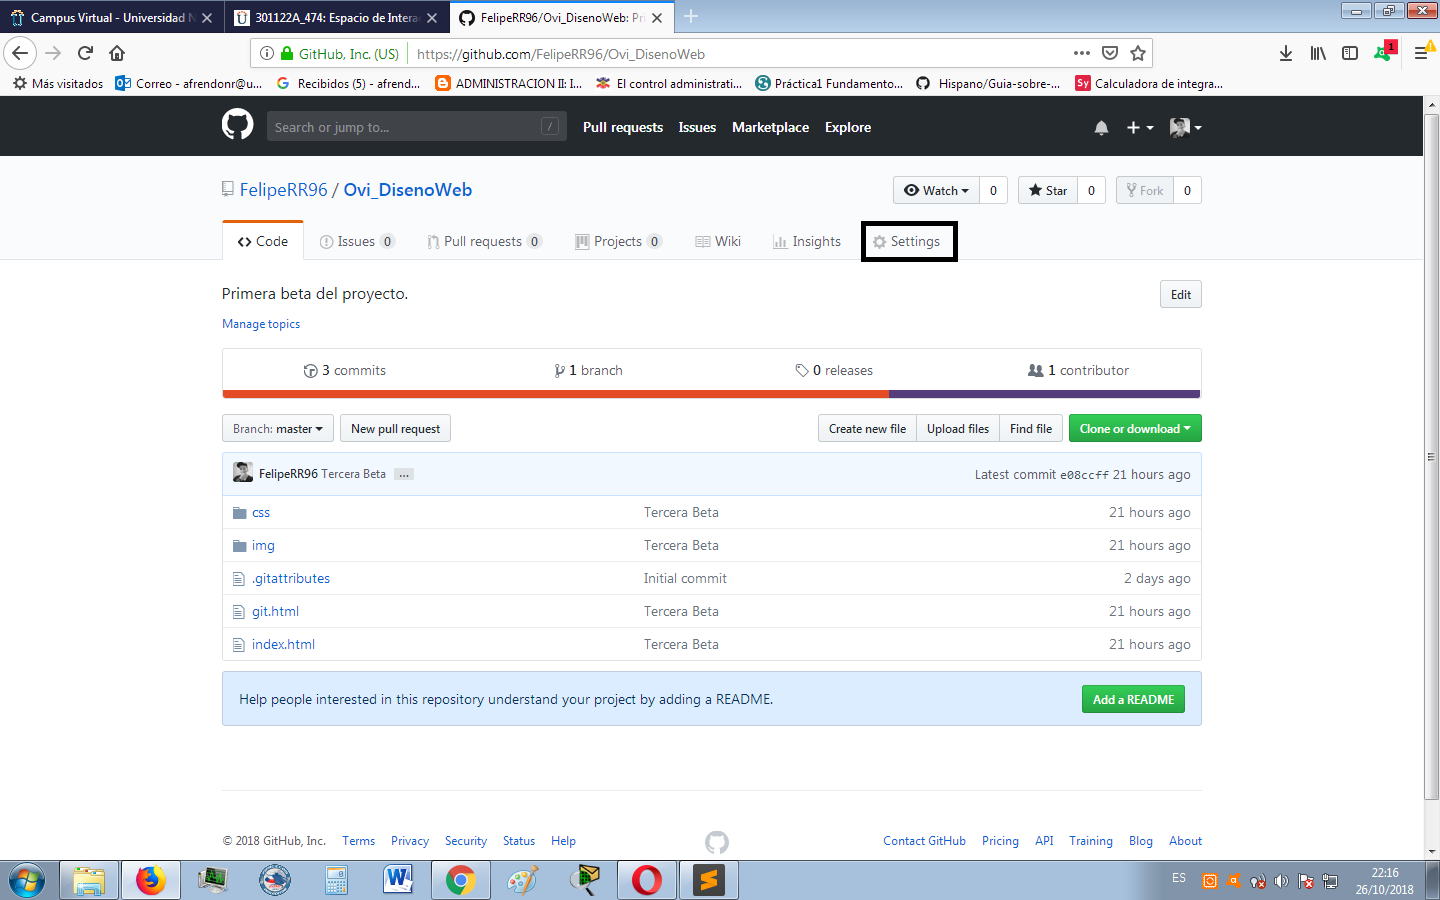 Campus Virtual - Universidad N
301122A_474: Espacio de Intera
FelipeRR96/Ovi_DisenoWeb: Pri
GitHub, Inc. (US)
https://github.com/FelipeRR96/Ovi_DisenoWeb
1
Más visitados
Correo - afrendonr@u...
Recibidos (5) - afrend...
ADMINISTRACION II: I...
El control administrati...
Práctica1 Fundamento...
Hispano/Guia-sobre-...
Sy Calculadora de integra...
Search or jump to... /
Pull requests
Issues
Marketplace
Explore
FelipeRR96 / Ovi_DisenoWeb
Watch 0
Star 0
Fork 0
Code
Issues 0
Pull requests 0
Projects 0
Wiki
Insights
Settings
Primera beta del proyecto.
Edit
Manage topics
3 commits
1 branch
0 releases
1 contributor
Branch: master
New pull request
Create new file
Upload files
Find file
Clone or download
FelipeRR96 Tercera Beta ...
Latest commit e08ccff 21 hours ago
css Tercera Beta 21 hours ago
img Tercera Beta 21 hours ago
.gitattributes Initial commit 2 days ago
git.html Tercera Beta 21 hours ago
index.html Tercera Beta 21 hours ago
Help people interested in this repository understand your project by adding a README.
Add a README
© 2018 GitHub, Inc.
Terms
Privacy
Security
Status
Help
Contact GitHub
Pricing
API
Training
Blog
About
ES
22:16
26/10/2018